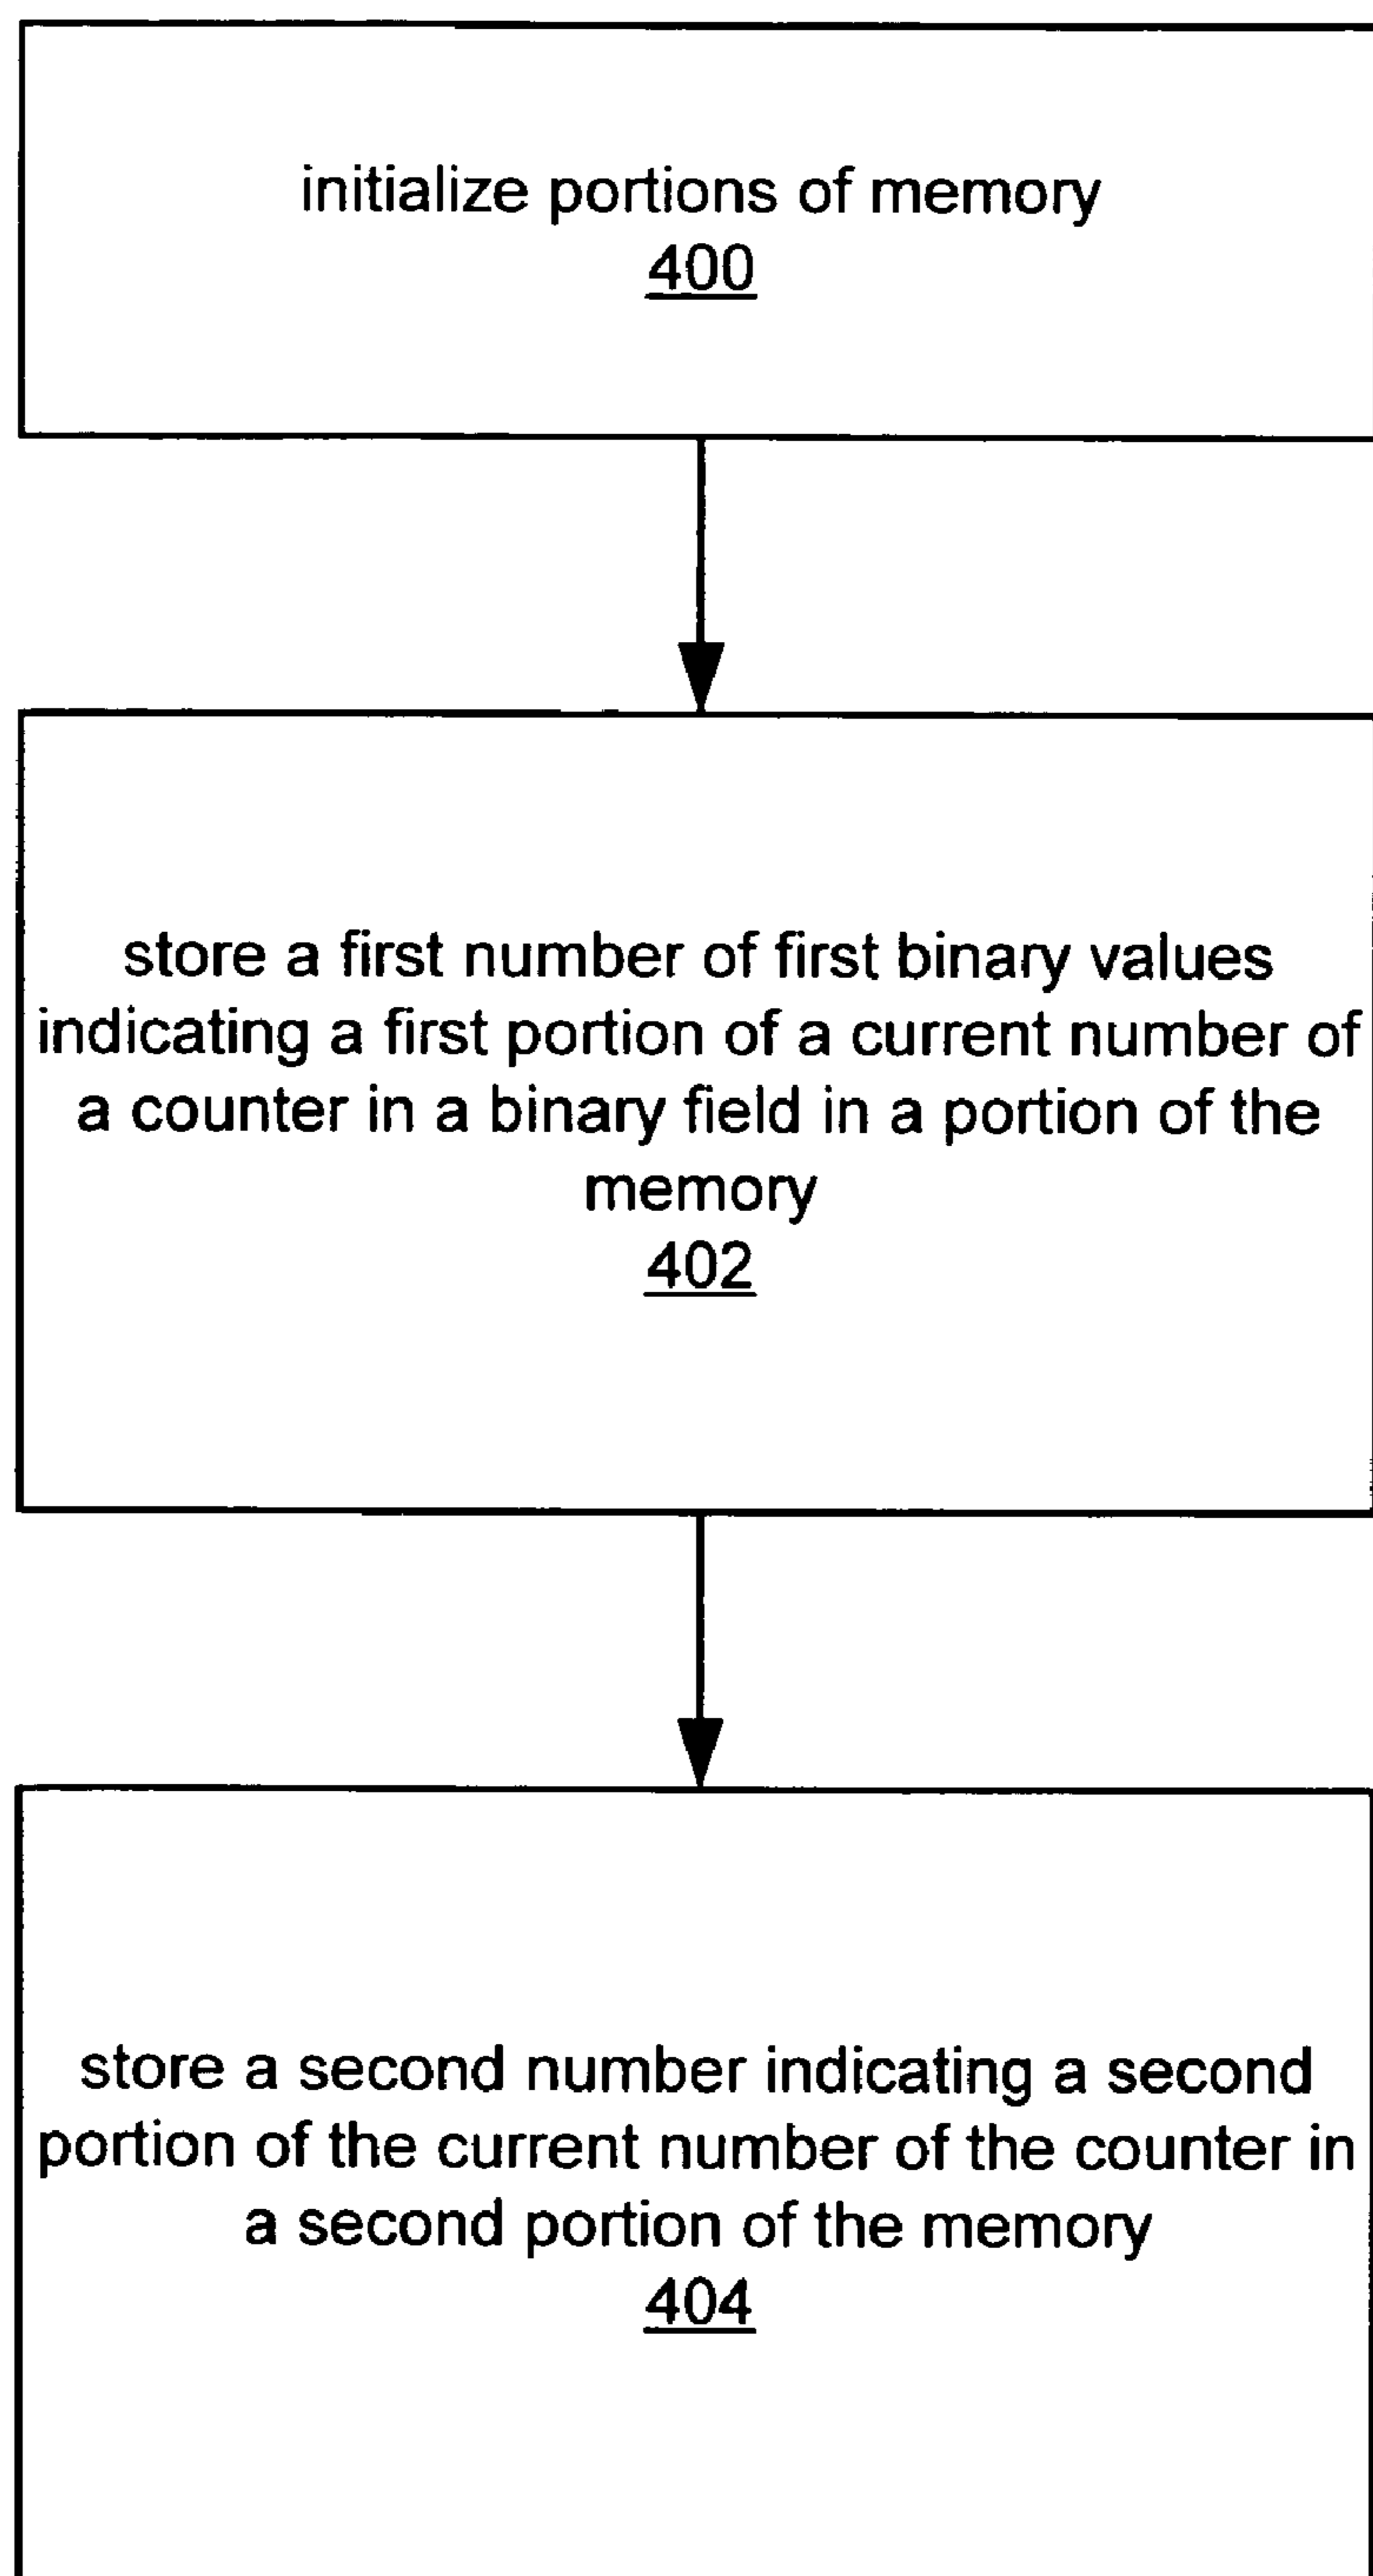 initialize portions of memory
400
store a first number of first binary values
indicating a first portion of a current number of
a counter in a binary field in a portion of the
memory
402
store a second number indicating a second
portion of the current number of the counter in
a second portion of the memory
404